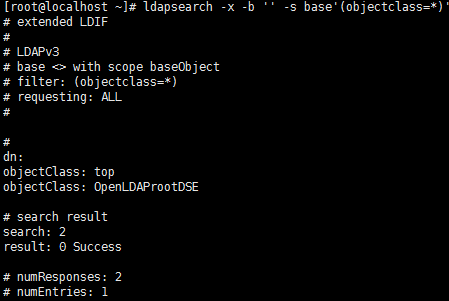 [root@localhost ~]# ldapsearch -x -b '' -s base'(objectclass=*)'
# extended LDIF
#
# LDAPv3
# base <> with scope baseObject
# filter: (objectclass=*)
# requesting: ALL
#
#
dn:
objectClass: top
objectClass: OpenLDAProotDSE
# search result
search: 2
result: 0 Success
# numResponses: 2
# numEntries: 1